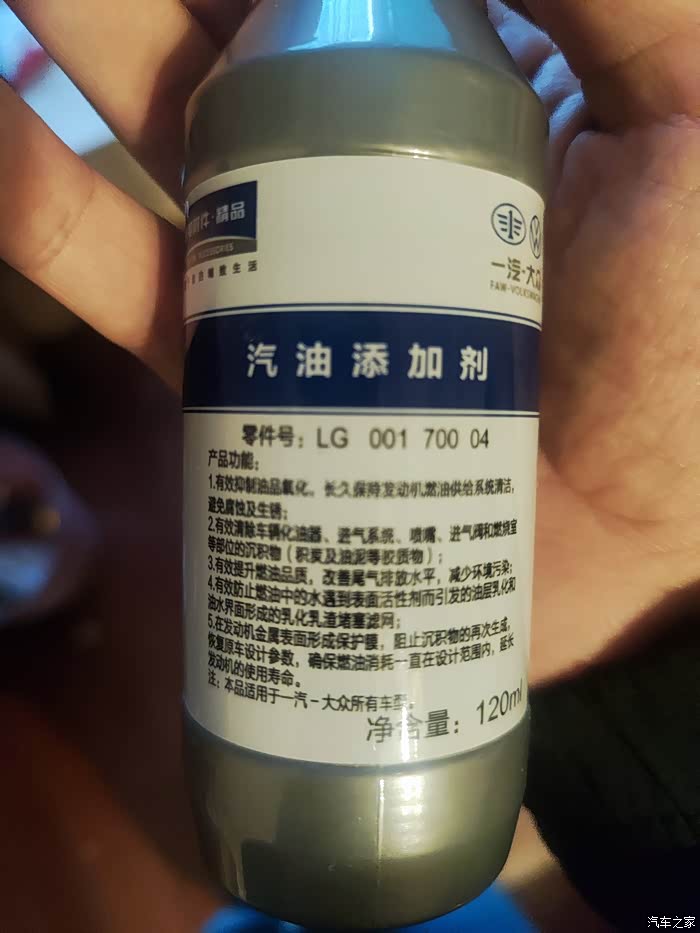 附件·精品
ACCESSORIES
一汽-大众
FAW-VOLKSWAGEN
汽油添加剂
零件号：LG 001 700 04
产品功能：
1.有效抑制油品氧化、长久保持发动机燃油供给系统清洁，
避免腐蚀及生锈；
2.有效清除车辆化油器、进气系统、喷嘴、进气阀和燃烧室
等部位的沉积物（积炭及油泥等胶质物）；
3.有效提升燃油品质，改善尾气排放水平，减少环境污染；
4.有效防止燃油中的水遇到表面活性剂而引发的油层乳化和
油水界面形成的乳化乳渣堵塞滤网；
5.在发动机金属表面形成保护膜，阻止沉积物的再次生成，
恢复原车设计参数，确保燃油消耗一直在设计范围内，延长
发动机的使用寿命。
注：本品适用于一汽-大众所有车型。
净含量：120ml
汽车之家